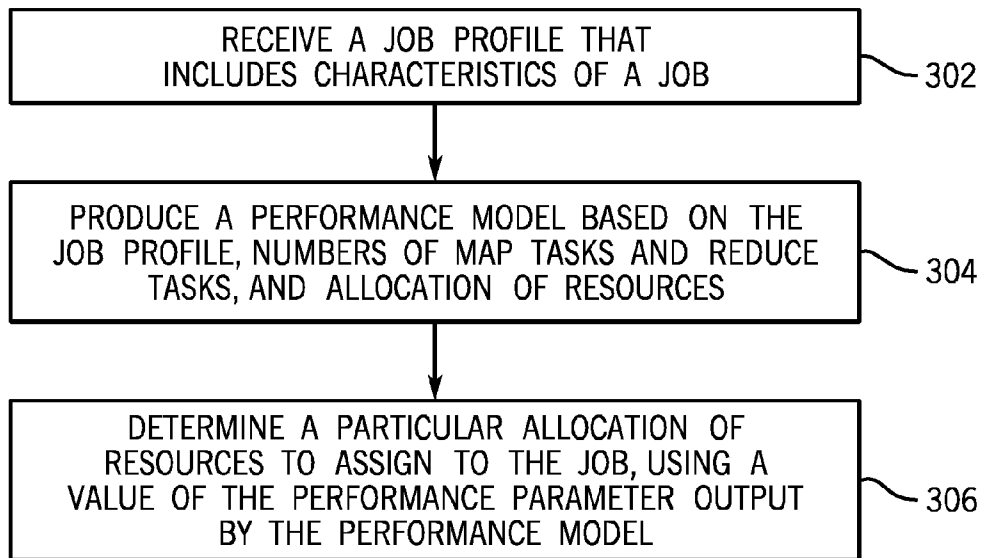 RECEIVE A JOB PROFILE THAT
INCLUDES CHARACTERISTICS OF A JOB
302
PRODUCE A PERFORMANCE MODEL BASED ON THE
JOB PROFILE, NUMBERS OF MAP TASKS AND REDUCE
TASKS, AND ALLOCATION OF RESOURCES
304
DETERMINE A PARTICULAR ALLOCATION OF
RESOURCES TO ASSIGN TO THE JOB, USING A
VALUE OF THE PERFORMANCE PARAMETER OUTPUT
BY THE PERFORMANCE MODEL
306